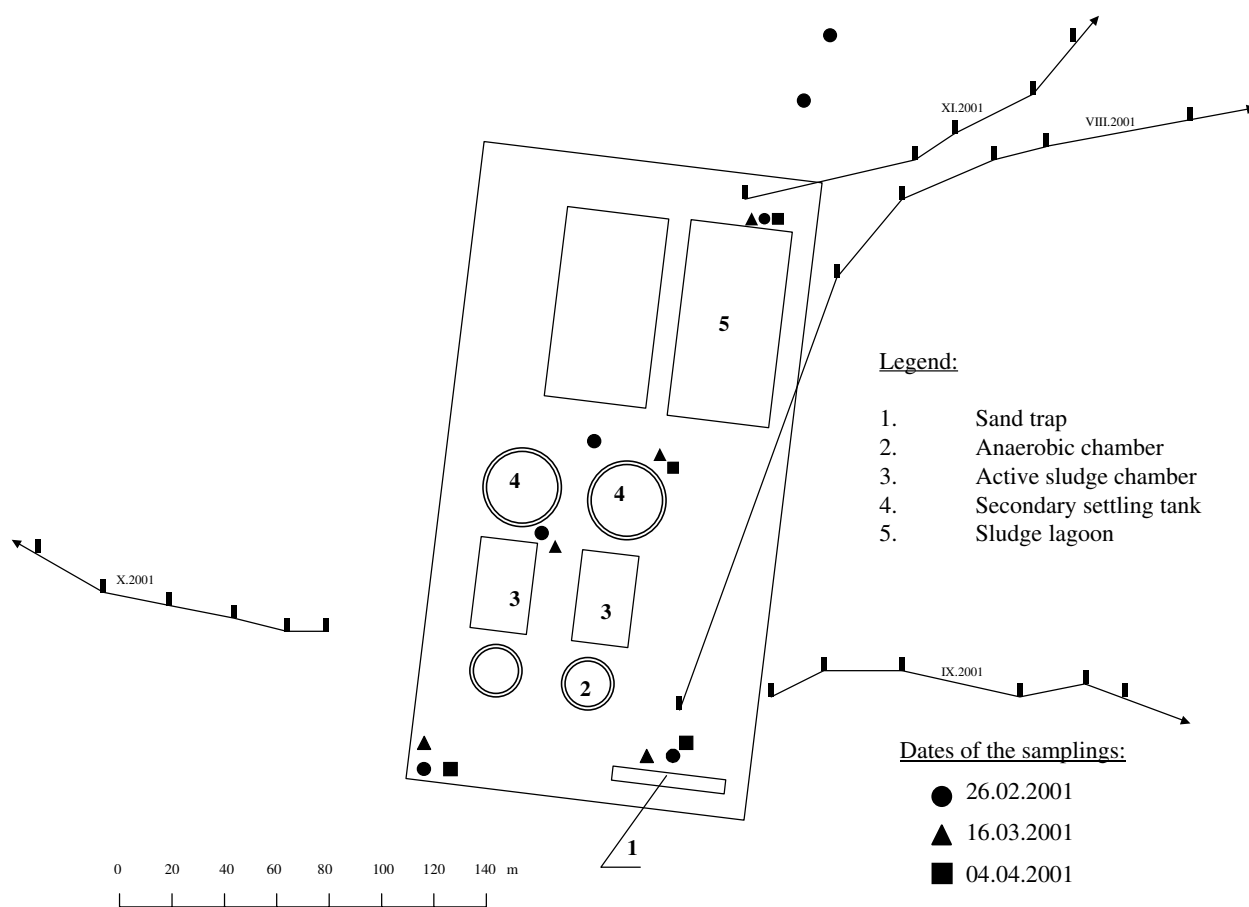 XI.2001
VIII.2001
5
Legend:
1. Sand trap
2. Anaerobic chamber
3. Active sludge chamber
4. Secondary settling tank
5. Sludge lagoon
4
4
X.2001
3
3
IX.2001
2
Dates of the samplings:
26.02.2001
16.03.2001
04.04.2001
1
0 20 40 60 80 100 120 140 m